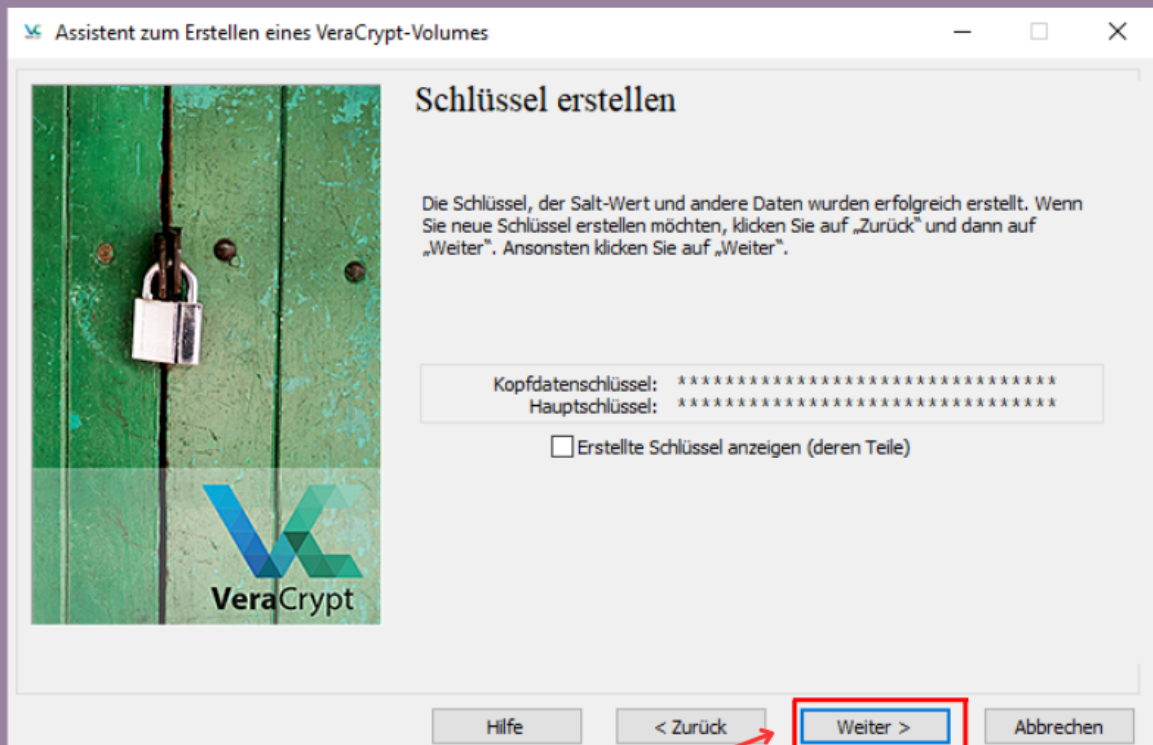 Assistent zum Erstellen eines VeraCrypt-Volumes
Schlüssel erstellen
Die Schlüssel, der Salt-Wert und andere Daten wurden erfolgreich erstellt. Wenn
Sie neue Schlüssel erstellen möchten, klicken Sie auf „Zurück“ und dann auf
„Weiter“. Ansonsten klicken Sie auf „Weiter“.
Kopfdatenschlüssel: ********************************
Hauptschlüssel: ********************************
Erstellte Schlüssel anzeigen (deren Teile)
VeraCrypt
Hilfe
< Zurück
Weiter >
Abbrechen